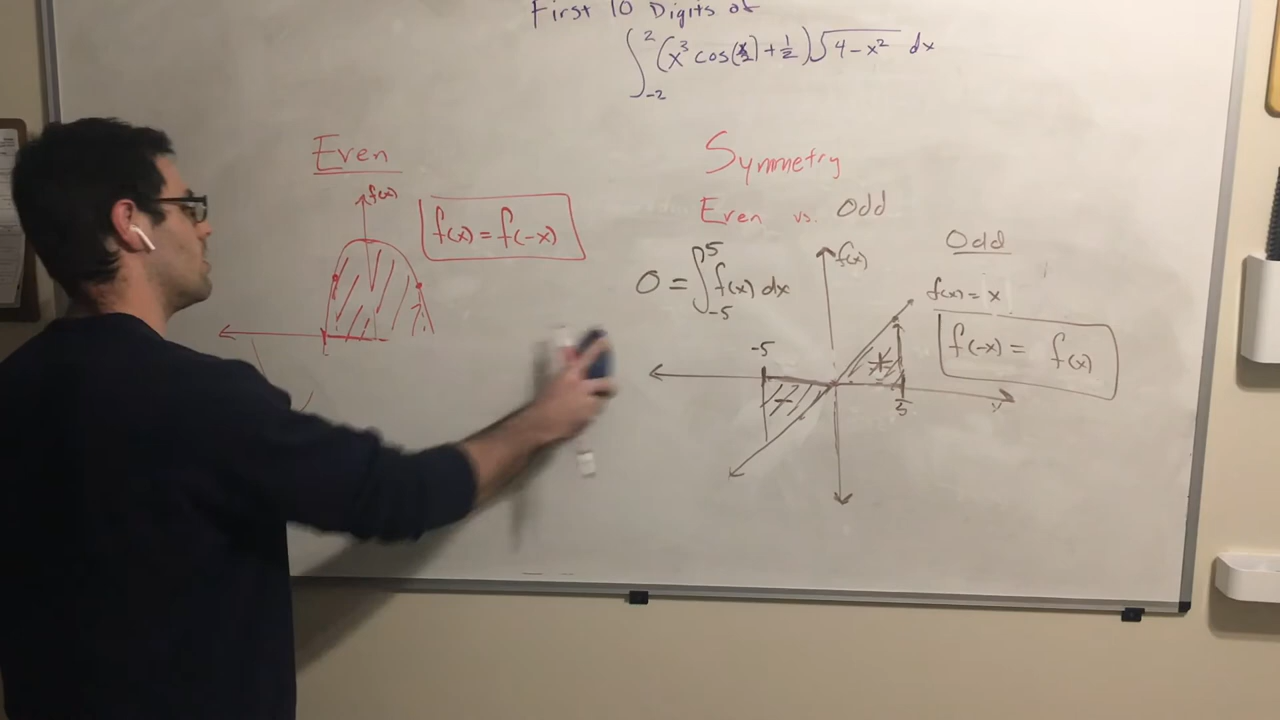 First 10 Digits of
∫_{-2}^{2} (x³ cos(x/2) + 1/2) √(4 - x²) dx
Even
f(x)
f(x) = f(-x)
Symmetry
Even vs. Odd
0 = ∫_{-5}^{5} f(x) dx
f(x)
Odd
f(x) = x
f(-x) = f(x)
-5
+
-
5